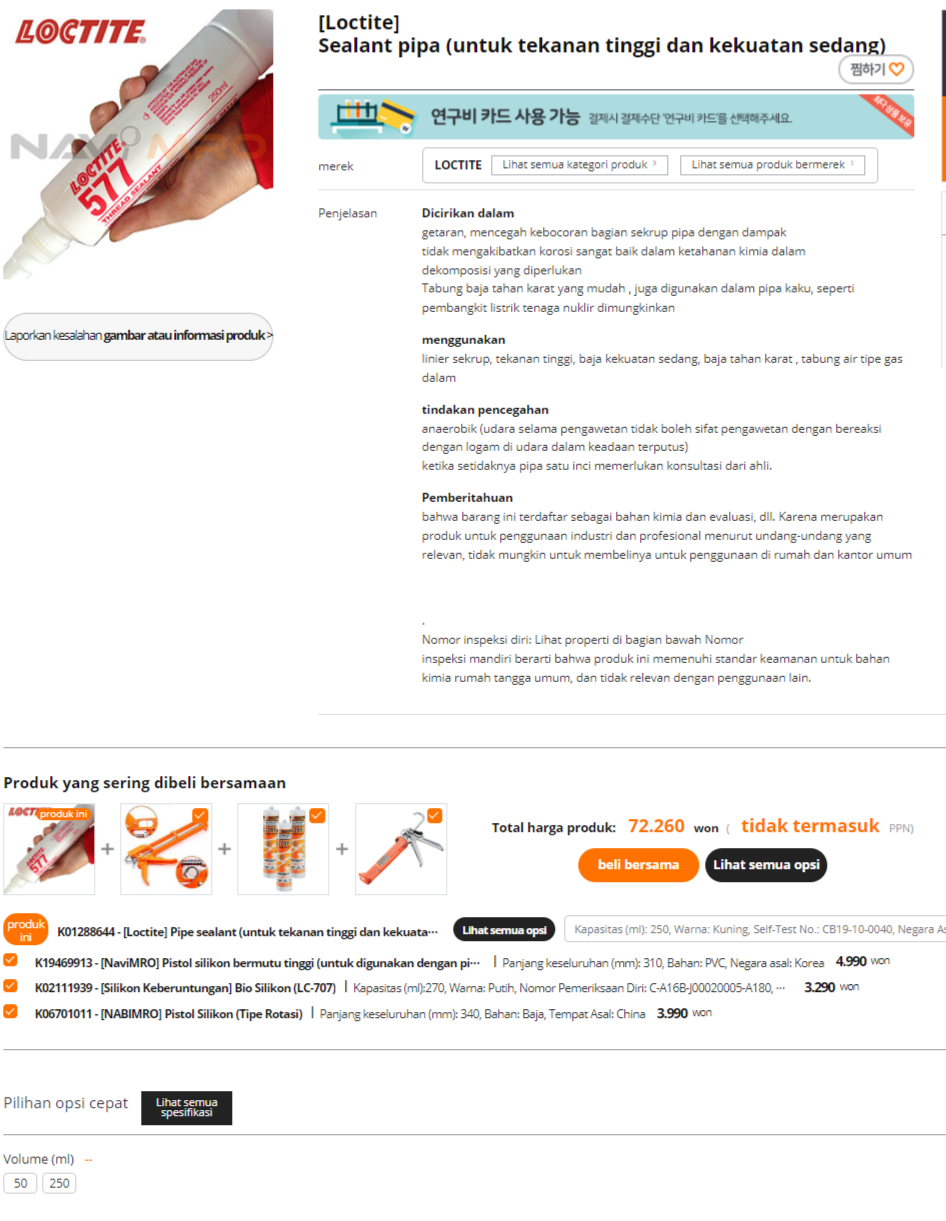 LOCTITE.
[Loctite]
Sealant pipa (untuk tekanan tinggi dan kekuatan sedang)
찜하기
연구비 카드 사용 가능 결제시 결제수단 '연구비 카드'를 선택해주세요.
NAVIMRO
LOCTITE
577
THREAD SEALANT
250ml
merek
LOCTITE Lihat semua kategori produk Lihat semua produk bermerek
Penjelasan
Dicirikan dalam
getaran, mencegah kebocoran bagian sekrup pipa dengan dampak
tidak mengakibatkan korosi sangat baik dalam ketahanan kimia dalam
dekomposisi yang diperlukan
Tabung baja tahan karat yang mudah , juga digunakan dalam pipa kaku, seperti
pembangkit listrik tenaga nuklir dimungkinkan
Laporkan kesalahan gambar atau informasi produk >
menggunakan
linier sekrup, tekanan tinggi, baja kekuatan sedang, baja tahan karat , tabung air tipe gas
dalam
tindakan pencegahan
anaerobik (udara selama pengawetan tidak boleh sifat pengawetan dengan bereaksi
dengan logam di udara dalam keadaan terputus)
ketika setidaknya pipa satu inci memerlukan konsultasi dari ahli.
Pemberitahuan
bahwa barang ini terdaftar sebagai bahan kimia dan evaluasi, dll. Karena merupakan
produk untuk penggunaan industri dan profesional menurut undang-undang yang
relevan, tidak mungkin untuk membelinya untuk penggunaan di rumah dan kantor umum
.
Nomor inspeksi diri: Lihat properti di bagian bawah Nomor
inspeksi mandiri berarti bahwa produk ini memenuhi standar keamanan untuk bahan
kimia rumah tangga umum, dan tidak relevan dengan penggunaan lain.
Produk yang sering dibeli bersamaan
produk ini
577
+ + +
Total harga produk: 72.260 won ( tidak termasuk PPN)
beli bersama Lihat semua opsi
produk ini K01288644 - [Loctite] Pipe sealant (untuk tekanan tinggi dan kekuata··· Lihat semua opsi Kapasitas (ml): 250, Warna: Kuning, Self-Test No.: CB19-10-0040, Negara As
K19469913 - [NaviMRO] Pistol silikon bermutu tinggi (untuk digunakan dengan pi··· | Panjang keseluruhan (mm): 310, Bahan: PVC, Negara asal: Korea 4.990 won
K02111939 - [Silikon Keberuntungan] Bio Silikon (LC-707) | Kapasitas (ml):270, Warna: Putih, Nomor Pemeriksaan Diri: C-A16B-J00020005-A180, ··· 3.290 won
K06701011 - [NABIMRO] Pistol Silikon (Tipe Rotasi) | Panjang keseluruhan (mm): 340, Bahan: Baja, Tempat Asal: China 3.990 won
Pilihan opsi cepat Lihat semua
spesifikasi
Volume (ml) --
50 250